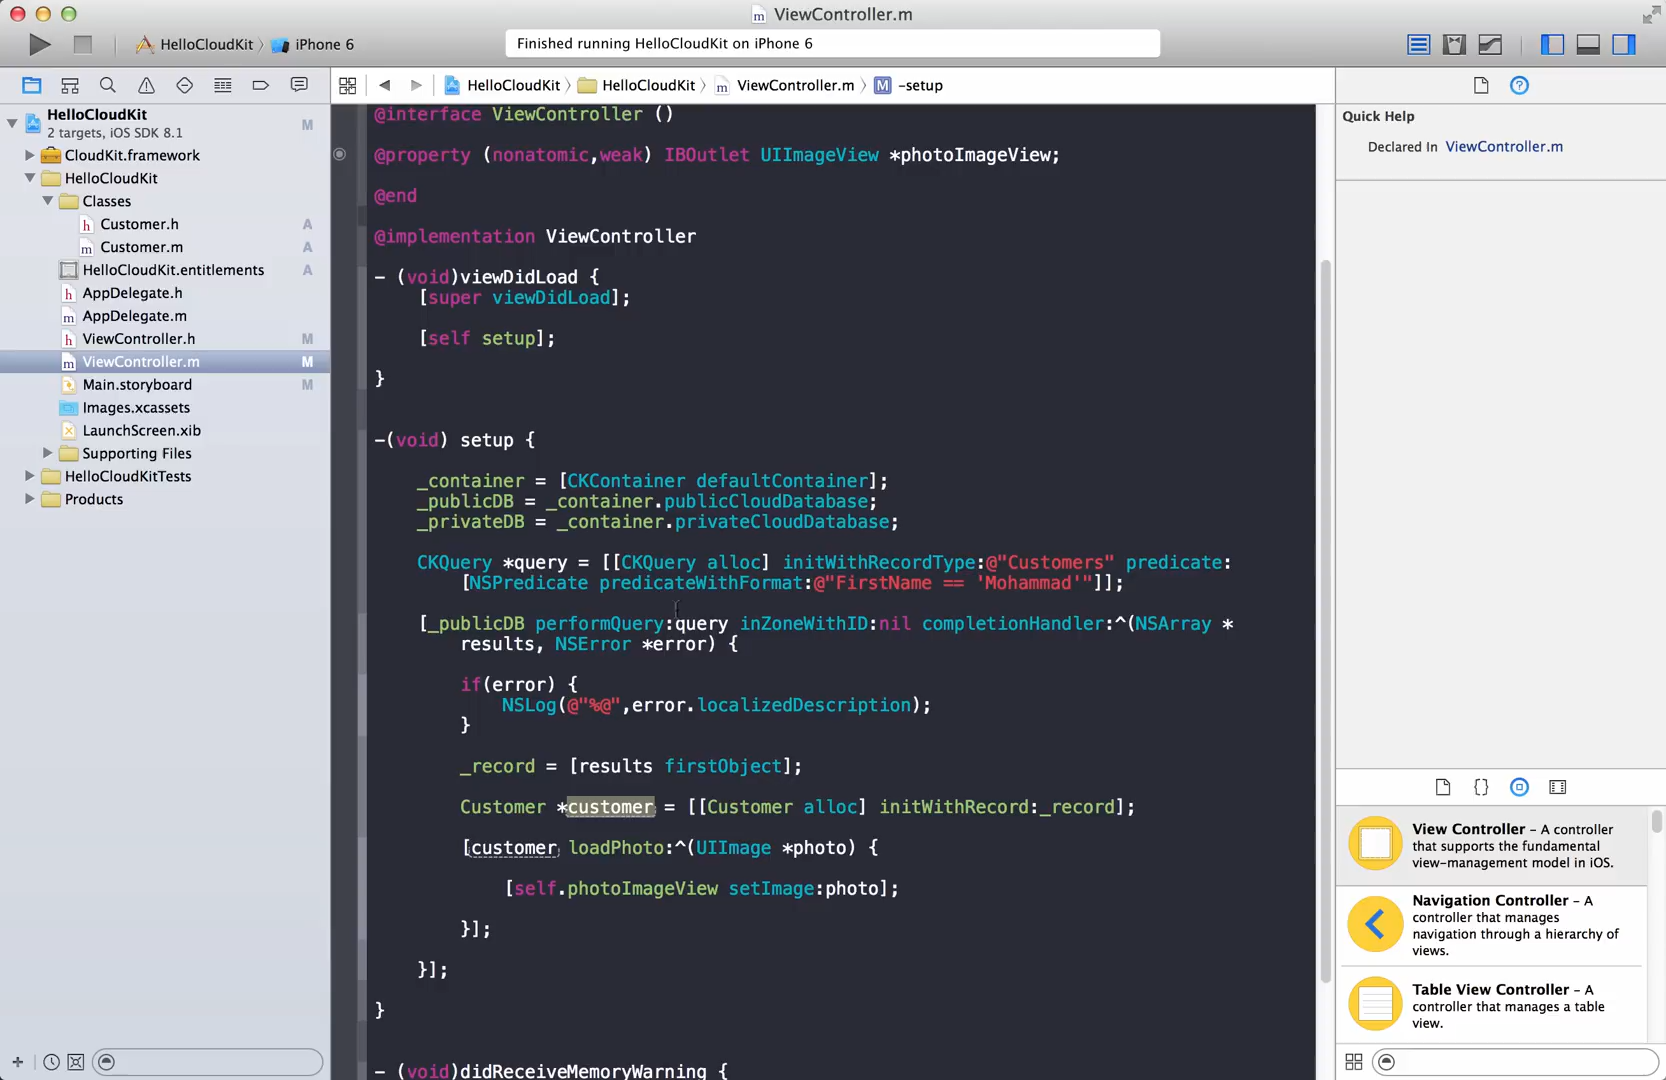 ViewController.m
HelloCloudKit
iPhone 6
Finished running HelloCloudKit on iPhone 6
HelloCloudKit
HelloCloudKit
ViewController.m
M
-setup
HelloCloudKit
2 targets, iOS SDK 8.1
M
CloudKit.framework
HelloCloudKit
Classes
Customer.h
A
Customer.m
A
HelloCloudKit.entitlements
A
AppDelegate.h
AppDelegate.m
ViewController.h
M
ViewController.m
M
Main.storyboard
M
Images.xcassets
LaunchScreen.xib
Supporting Files
HelloCloudKitTests
Products
@interface ViewController ()
@property (nonatomic,weak) IBOutlet UIImageView *photoImageView;
@end
@implementation ViewController
- (void)viewDidLoad {
[super viewDidLoad];
[self setup];
}
-(void) setup {
_container = [CKContainer defaultContainer];
_publicDB = _container.publicCloudDatabase;
_privateDB = _container.privateCloudDatabase;
CKQuery *query = [[CKQuery alloc] initWithRecordType:@"Customers" predicate:
[NSPredicate predicateWithFormat:@"FirstName == 'Mohammad'"]];
[_publicDB performQuery:query inZoneWithID:nil completionHandler:^(NSArray *
results, NSError *error) {
if(error) {
NSLog(@"%@",error.localizedDescription);
}
_record = [results firstObject];
Customer *customer = [[Customer alloc] initWithRecord:_record];
[customer loadPhoto:^(UIImage *photo) {
[self.photoImageView setImage:photo];
}];
}];
}
- (void)didReceiveMemoryWarning {
Quick Help
Declared In ViewController.m
View Controller - A controller
that supports the fundamental
view-management model in iOS.
Navigation Controller - A
controller that manages
navigation through a hierarchy of
views.
Table View Controller - A
controller that manages a table
view.